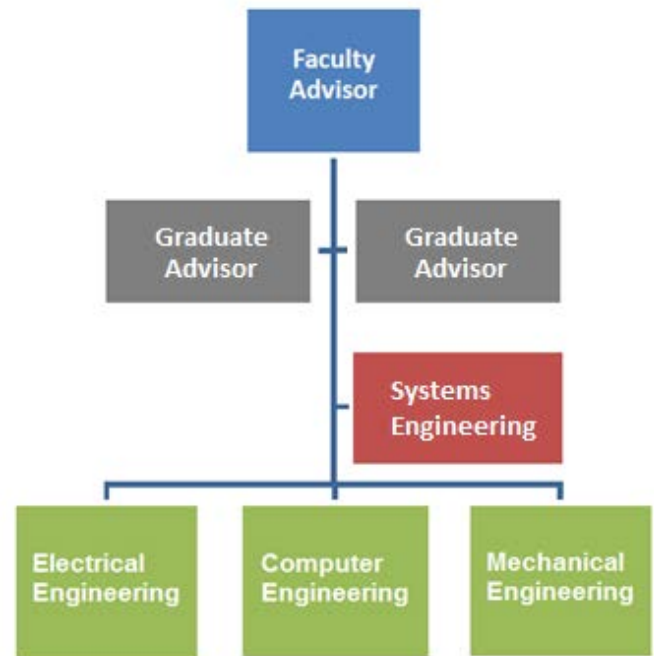 Faculty
Advisor
Graduate
Advisor
Graduate
Advisor
Systems
Engineering
Electrical
Engineering
Computer
Engineering
Mechanical
Engineering